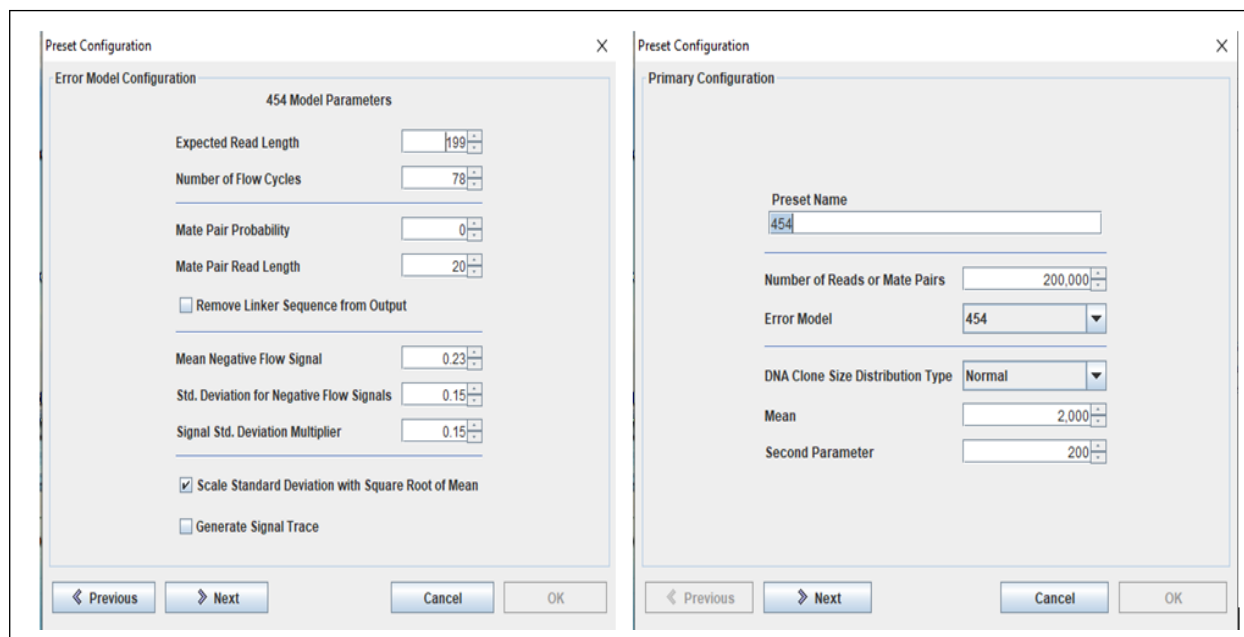 Preset Configuration
Error Model Configuration
454 Model Parameters
Expected Read Length 199
Number of Flow Cycles 78
Mate Pair Probability 0
Mate Pair Read Length 20
Remove Linker Sequence from Output
Mean Negative Flow Signal 0.23
Std. Deviation for Negative Flow Signals 0.15
Signal Std. Deviation Multiplier 0.15
Scale Standard Deviation with Square Root of Mean
Generate Signal Trace
Previous Next Cancel OK
Preset Configuration
Primary Configuration
Preset Name
454
Number of Reads or Mate Pairs 200,000
Error Model 454
DNA Clone Size Distribution Type Normal
Mean 2,000
Second Parameter 200
Previous Next Cancel OK